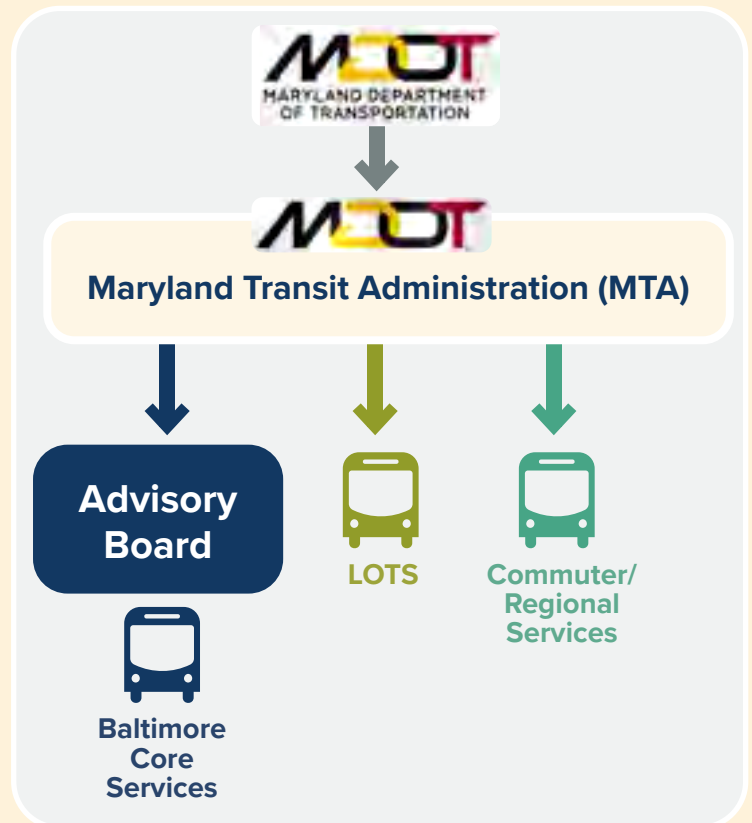 MDOT
MARYLAND DEPARTMENT
OF TRANSPORTATION
MDOT
Maryland Transit Administration (MTA)
Advisory
Board
LOTS
Commuter/
Regional
Services
Baltimore
Core
Services